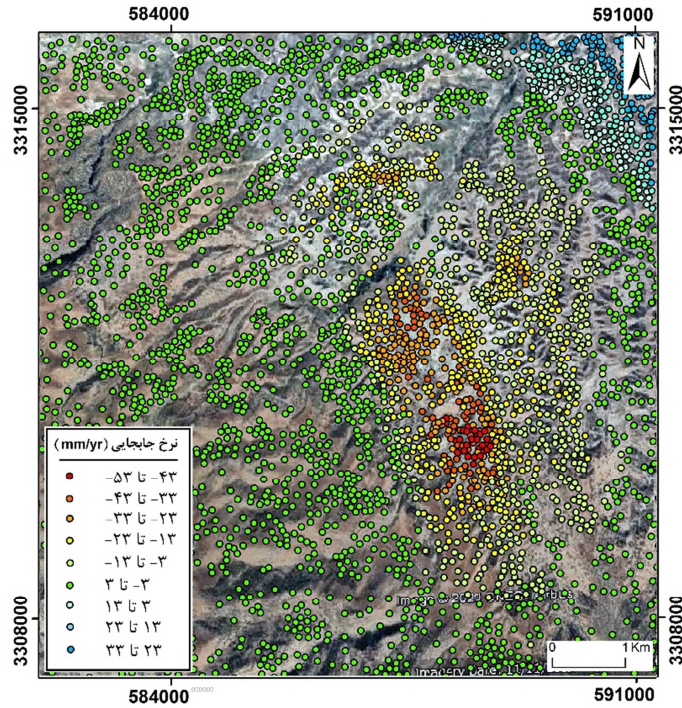 584000
591000
N
3315000
3315000
نرخ جابجایی (mm/yr)
-۵۳ تا -۴۳
-۴۳ تا -۳۳
-۳۳ تا -۲۳
-۲۳ تا -۱۳
-۱۳ تا -۳
-۳ تا ۳
۳ تا ۱۳
۱۳ تا ۲۳
۲۳ تا ۳۳
3308000
3308000
0 1 Km
584000
591000